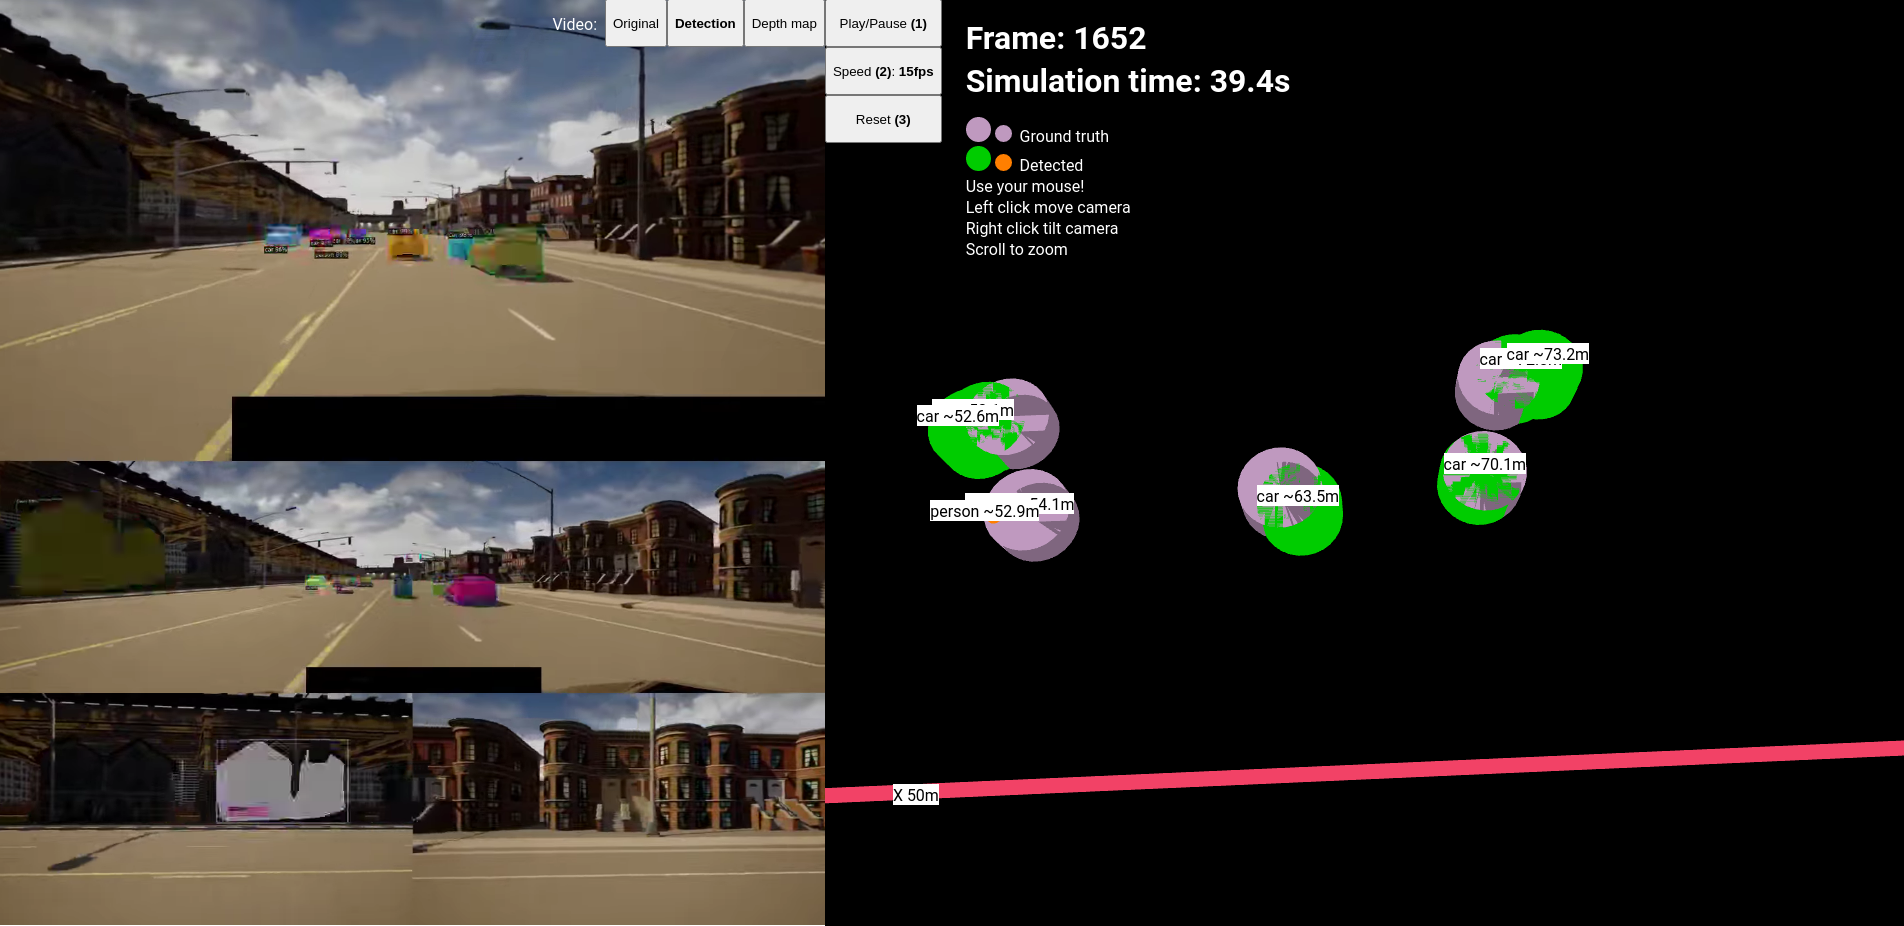 Video:
Original
Detection
Depth map
Play/Pause (1)
Speed (2): 15fps
Reset (3)
Frame: 1652
Simulation time: 39.4s
Ground truth
Detected
Use your mouse!
Left click move camera
Right click tilt camera
Scroll to zoom
car
car ~73.2m
m
car ~52.6m
car ~70.1m
car ~63.5m
4.1m
person ~52.9m
X 50m